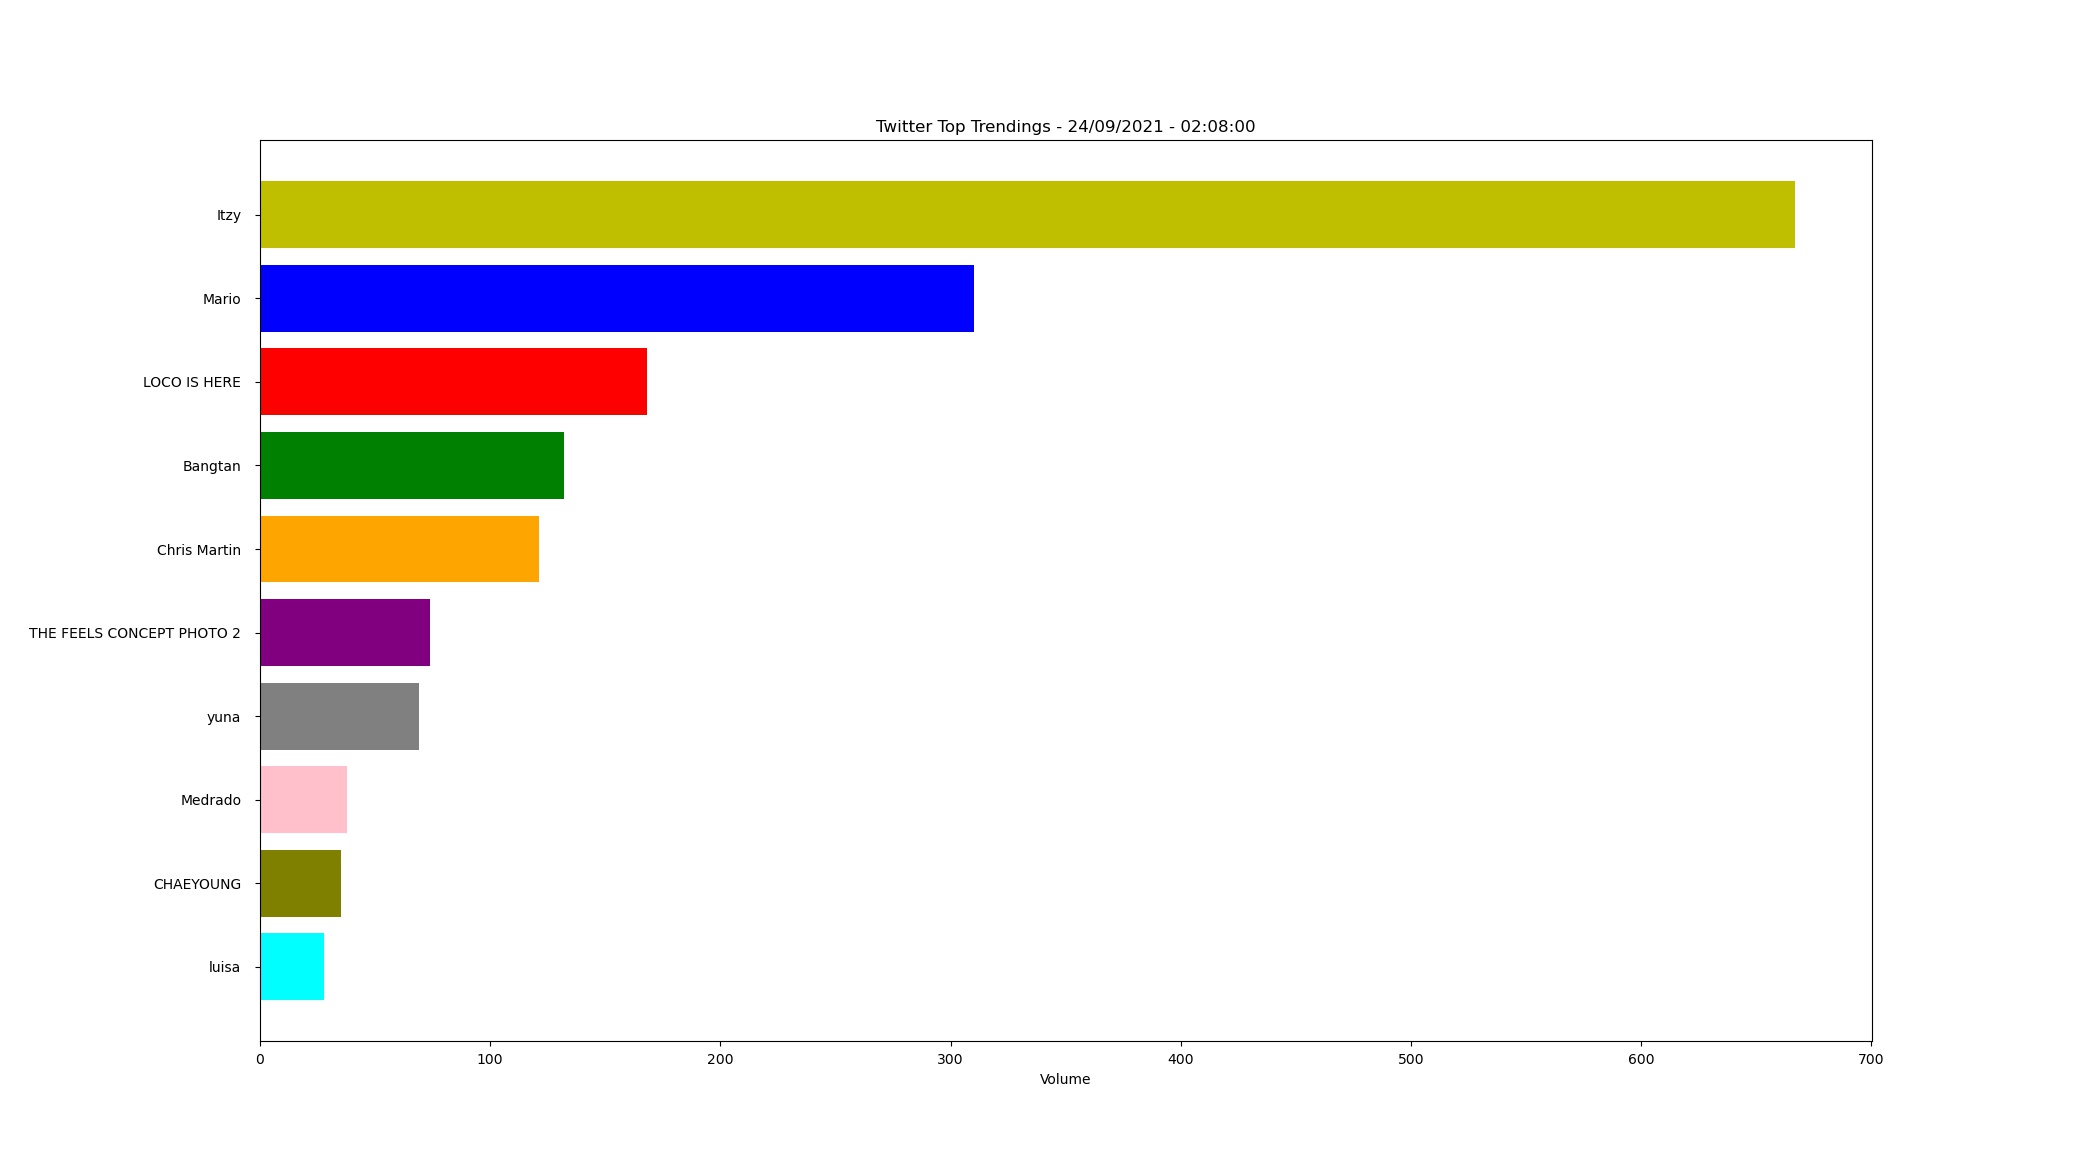 Twitter Top Trendings - 24/09/2021 - 02:08:00
Itzy
Mario
LOCO IS HERE
Bangtan
Chris Martin
THE FEELS CONCEPT PHOTO 2
yuna
Medrado
CHAEYOUNG
luisa
0 100 200 300 400 500 600 700
Volume